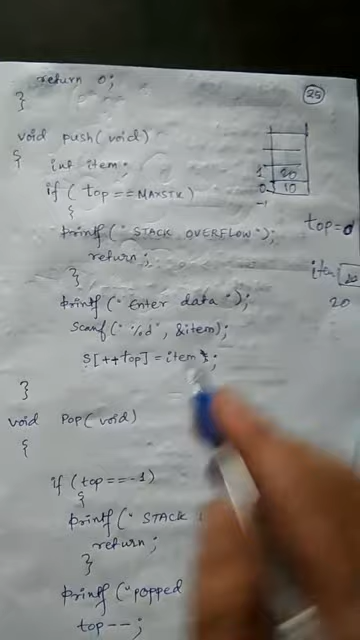 return 0;
}
25
void push(void)
{
int item;
if ( top==MAXSTK)
{
printf(" STACK OVERFLOW");
return ;
}
printf(" Enter data ");
scanf(" %d", &item);
S[++top] = item ;
}
1 20
0 10
-1
top=0
20
void Pop(void)
{
if (top==-1)
{
printf(" STACK
return ;
}
printf("popped
top--;